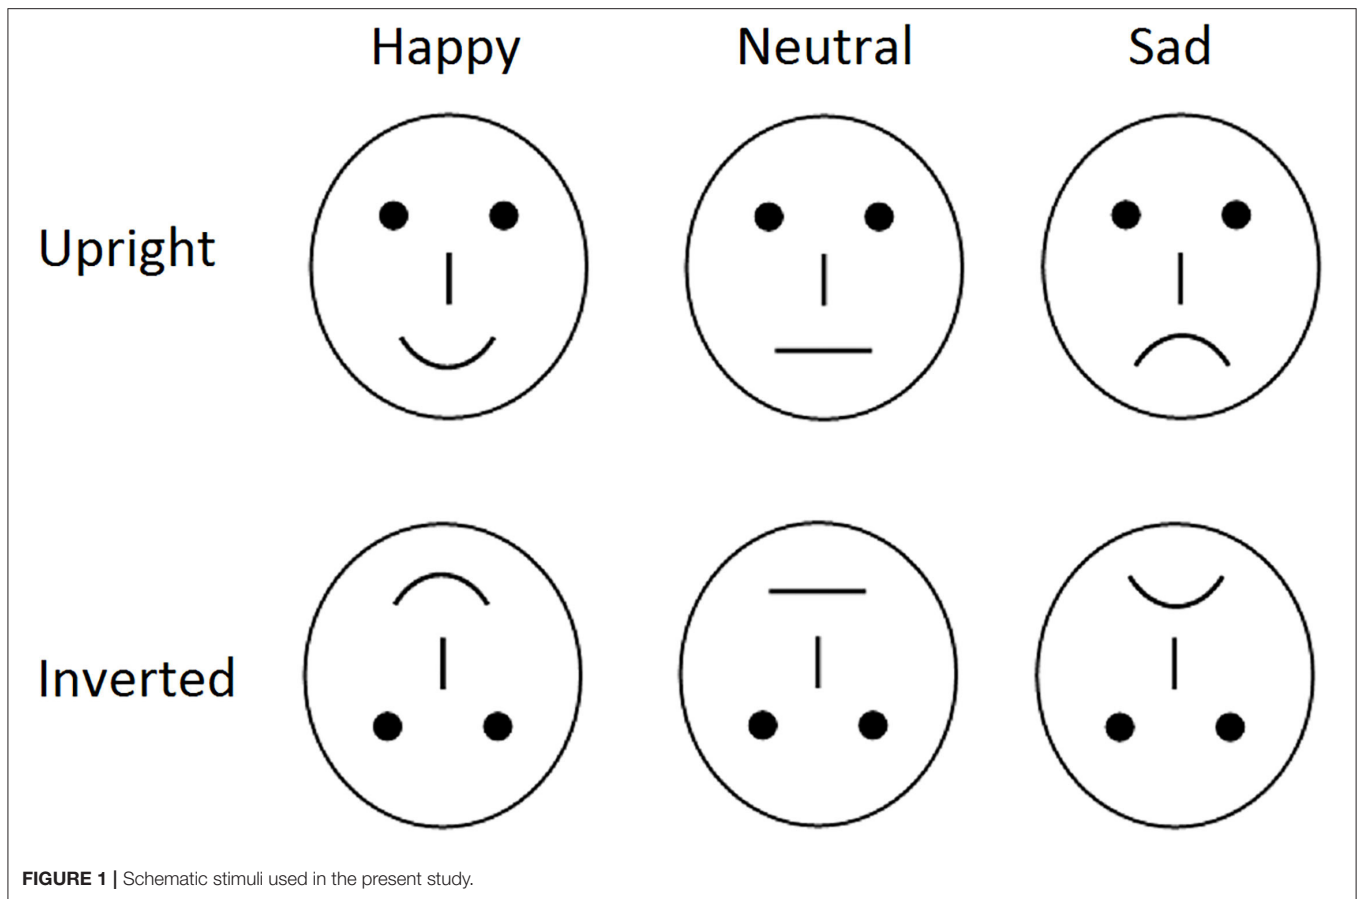 Happy Neutral Sad
Upright
Inverted
FIGURE 1 | Schematic stimuli used in the present study.